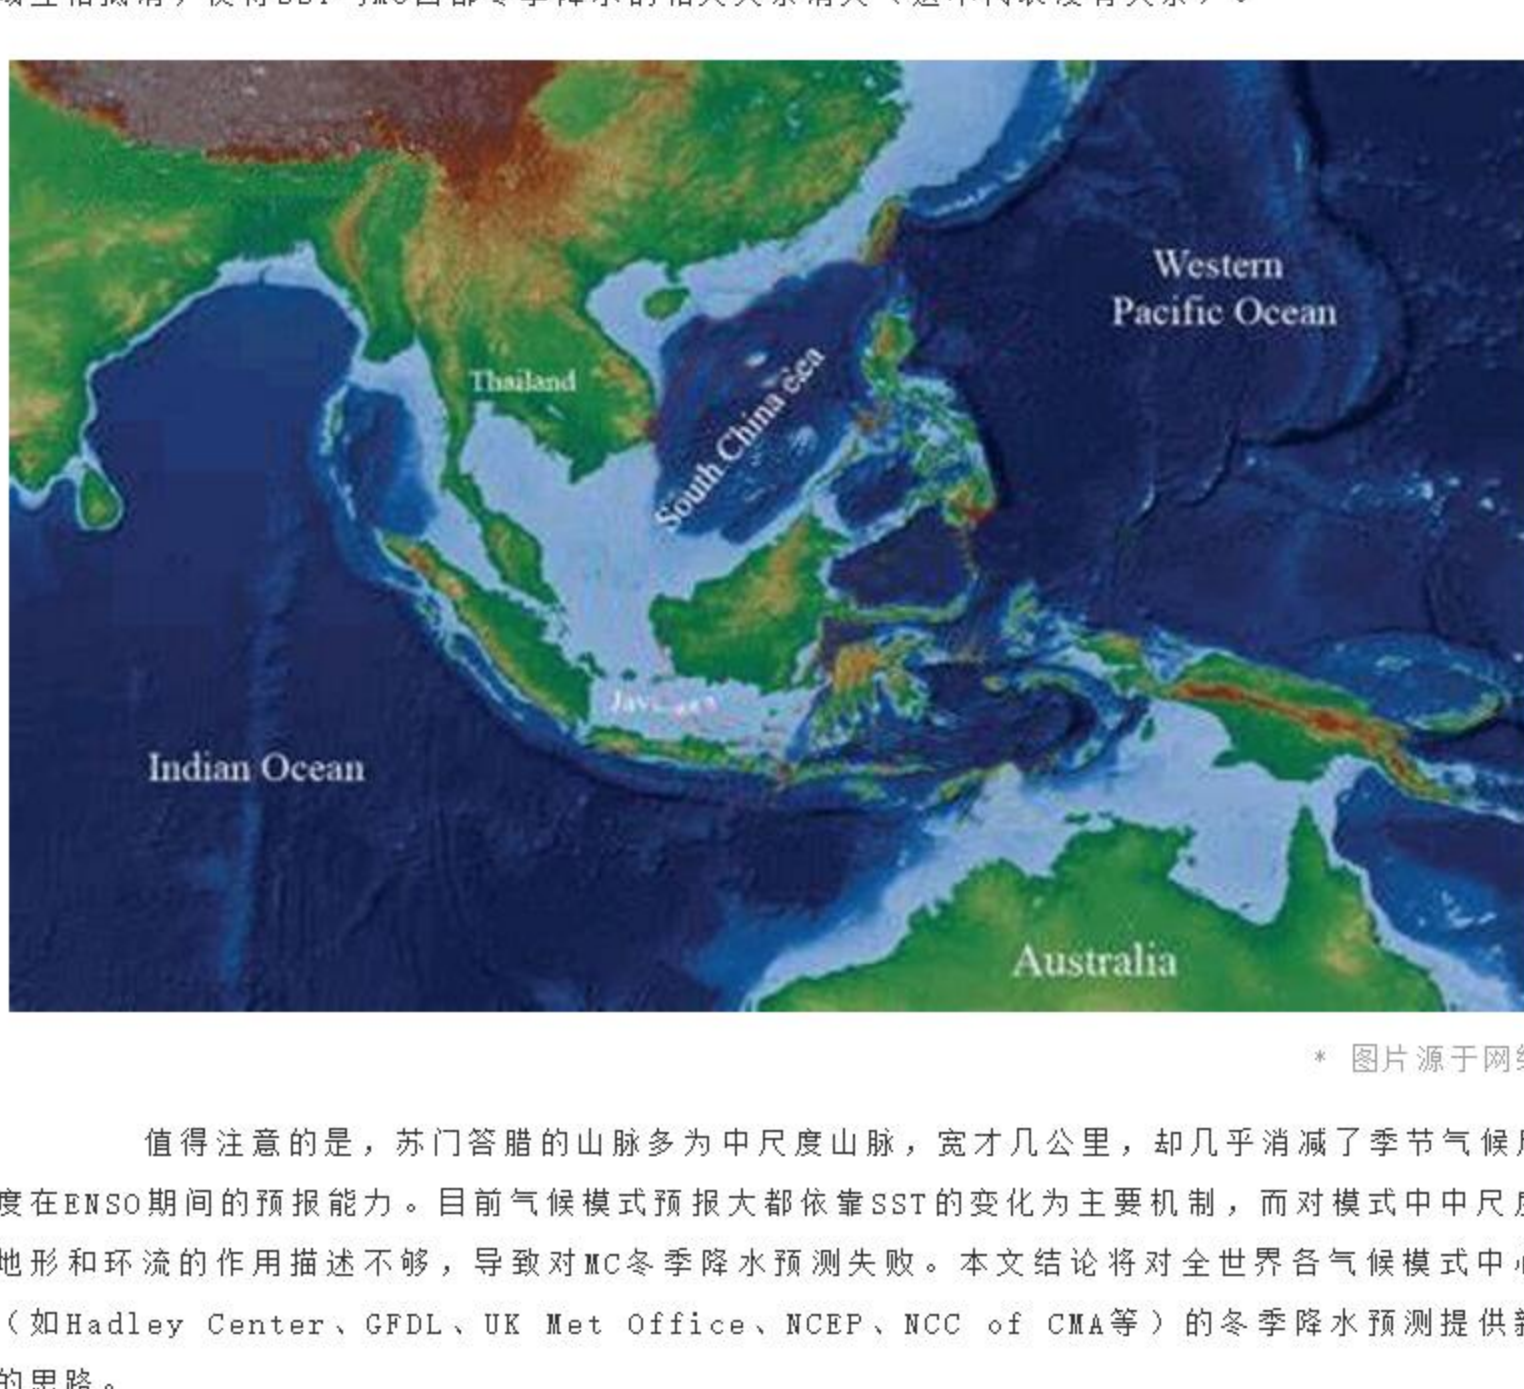 Western
Pacific Ocean
Thailand
South China sea
Indian Ocean
Australia
* 图片源于网
值得注意的是，苏门答腊的山脉多为中尺度山脉，宽才几公里，却几乎消减了季节气候
度在ENSO期间的预报能力。目前气候模式预报大都依靠SST的变化为主要机制，而对模式中中尺度
地形和环流的作用描述不够，导致对MC冬季降水预测失败。本文结论将对全世界各气候模式中心
（如Hadley Center、GFDL、UK Met Office、NCEP、NCC of CMA等）的冬季降水预测提供新
的思路。